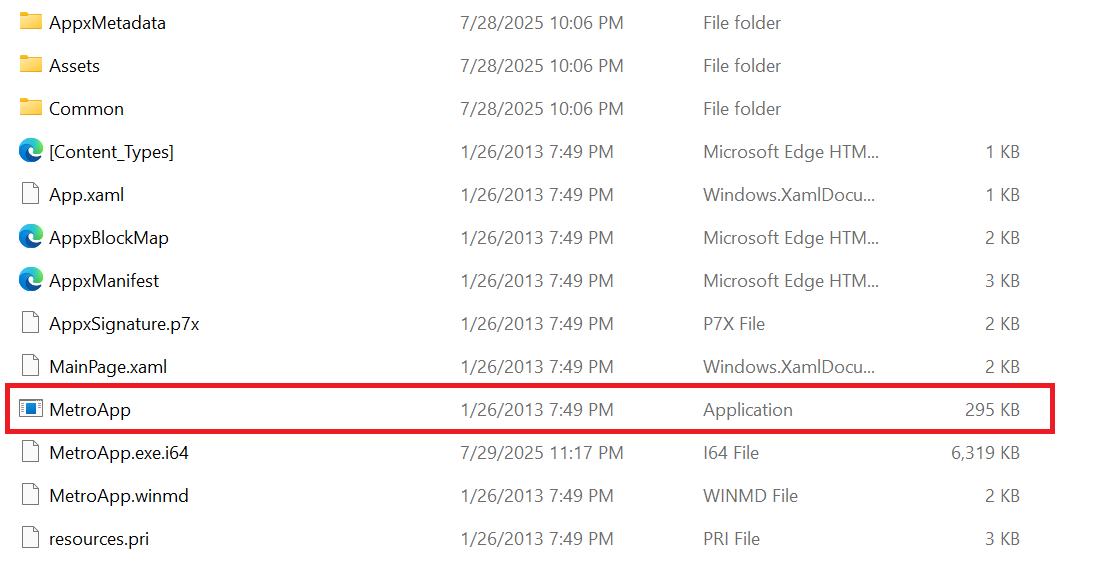 AppxMetadata 7/28/2025 10:06 PM File folder
Assets 7/28/2025 10:06 PM File folder
Common 7/28/2025 10:06 PM File folder
[Content_Types] 1/26/2013 7:49 PM Microsoft Edge HTM... 1 KB
App.xaml 1/26/2013 7:49 PM Windows.XamlDocu... 1 KB
AppxBlockMap 1/26/2013 7:49 PM Microsoft Edge HTM... 2 KB
AppxManifest 1/26/2013 7:49 PM Microsoft Edge HTM... 3 KB
AppxSignature.p7x 1/26/2013 7:49 PM P7X File 2 KB
MainPage.xaml 1/26/2013 7:49 PM Windows.XamlDocu... 2 KB
MetroApp 1/26/2013 7:49 PM Application 295 KB
MetroApp.exe.i64 7/29/2025 11:17 PM I64 File 6,319 KB
MetroApp.winmd 1/26/2013 7:49 PM WINMD File 2 KB
resources.pri 1/26/2013 7:49 PM PRI File 3 KB